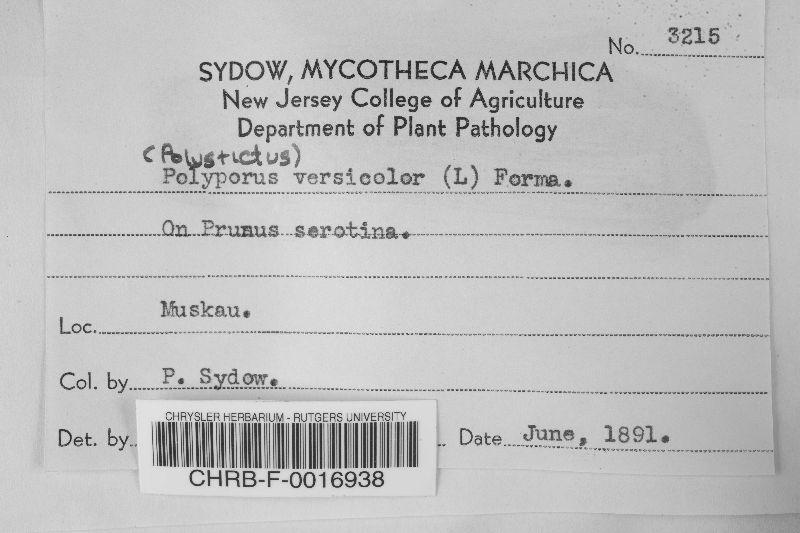 No. 3215
SYDOW, MYCOTHECA MARCHICA
New Jersey College of Agriculture
Department of Plant Pathology
(Polystictus)
Polyporus versicolor (L) Forma.
On Prunus serotina.
Loc. Muskau.
Col. by P. Sydow.
Det. by Date June, 1891.
CHRYSLER HERBARIUM - RUTGERS UNIVERSITY
CHRB-F-0016938